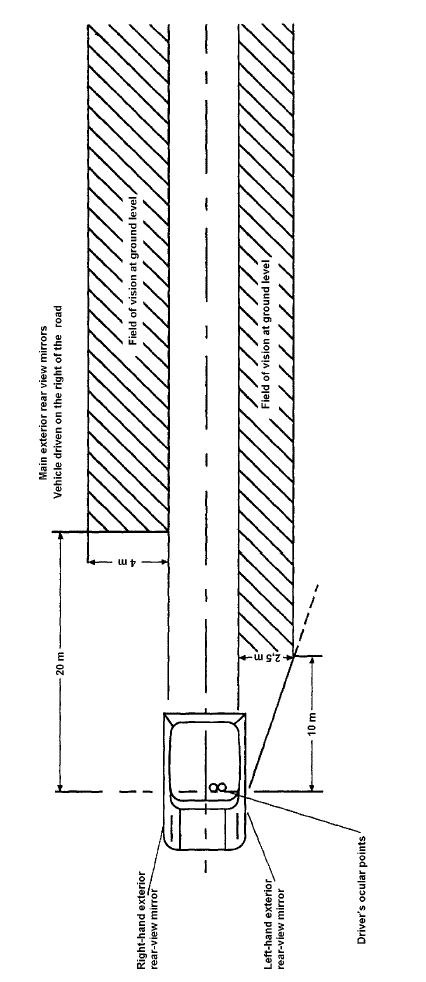 Main exterior rear view mirrors
Vehicle driven on the right of the road
Field of vision at ground level
Field of vision at ground level
4 m
20 m
2,5 m
10 m
Right-hand exterior
rear-view mirror
Left-hand exterior
rear-view mirror
Driver's ocular points